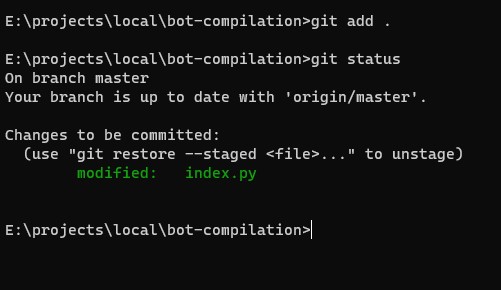 E:\projects\local\bot-compilation>git add .
E:\projects\local\bot-compilation>git status
On branch master
Your branch is up to date with 'origin/master'.
Changes to be committed:
  (use "git restore --staged <file>..." to unstage)
        modified:   index.py
E:\projects\local\bot-compilation>